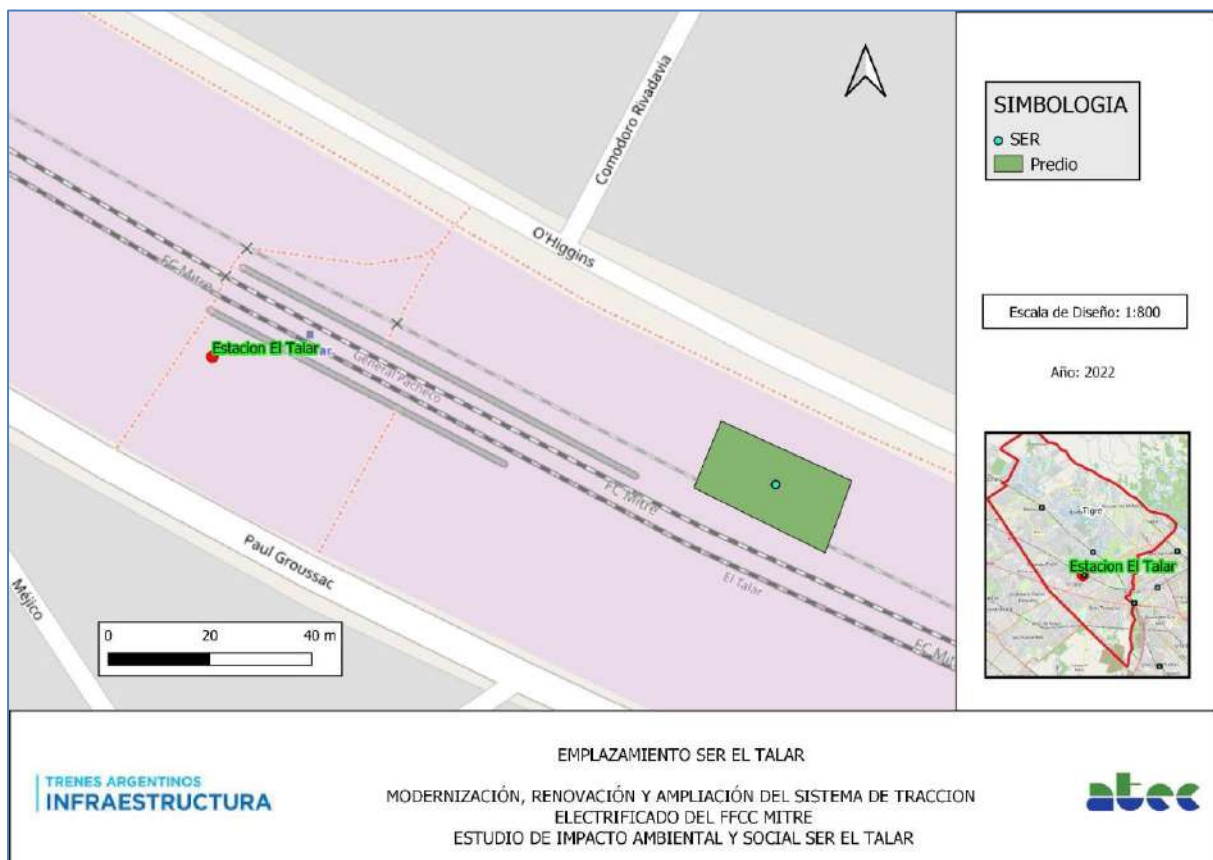 Comodoro Rivadavia
O'Higgins
FC Mitre
Estacion El Talar
ar
General Pacheco
FC Mitre
El Talar
Paul Groussac
Méjico
0 20 40 m
SIMBOLOGIA
SER
Predio
Escala de Diseño: 1:800
Año: 2022
Tigre
Estacion El Talar
EMPLAZAMIENTO SER EL TALAR
MODERNIZACIÓN, RENOVACIÓN Y AMPLIACIÓN DEL SISTEMA DE TRACCION
ELECTRIFICADO DEL FFCC MITRE
ESTUDIO DE IMPACTO AMBIENTAL Y SOCIAL SER EL TALAR
TRENES ARGENTINOS
INFRAESTRUCTURA
atec